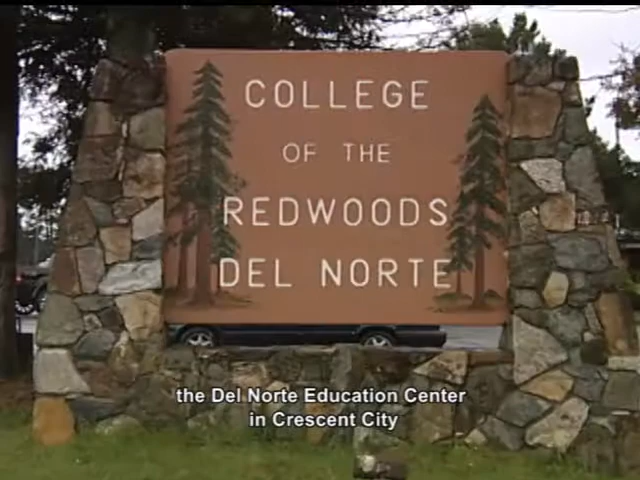 COLLEGE
OF THE
REDWOODS
DEL NORTE
the Del Norte Education Center
in Crescent City